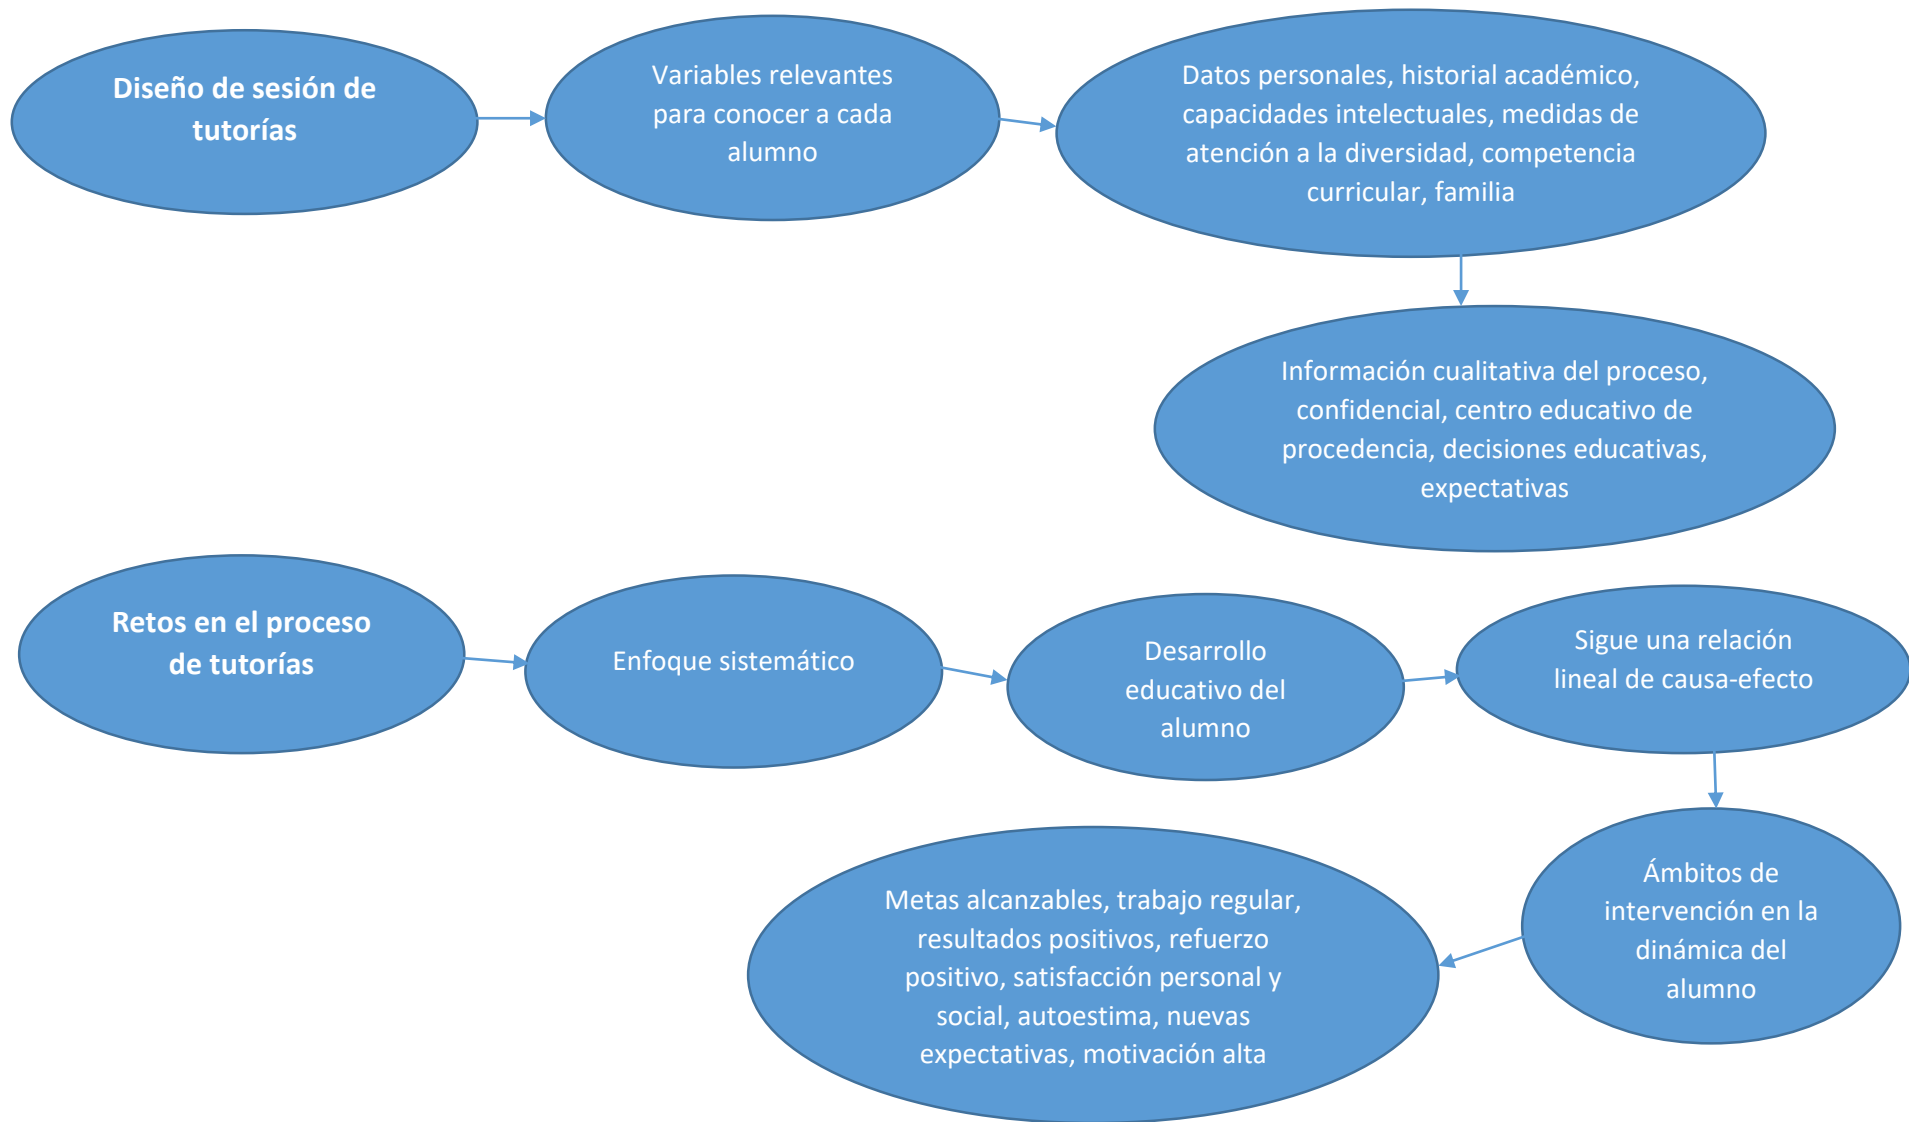 Diseño de sesión de
tutorías
Variables relevantes
para conocer a cada
alumno
Datos personales, historial académico,
capacidades intelectuales, medidas de
atención a la diversidad, competencia
curricular, familia
Información cualitativa del proceso,
confidencial, centro educativo de
procedencia, decisiones educativas,
expectativas
Retos en el proceso
de tutorías
Enfoque sistemático
Desarrollo
educativo del
alumno
Sigue una relación
lineal de causa-efecto
Ámbitos de
intervención en la
dinámica del
alumno
Metas alcanzables, trabajo regular,
resultados positivos, refuerzo
positivo, satisfacción personal y
social, autoestima, nuevas
expectativas, motivación alta